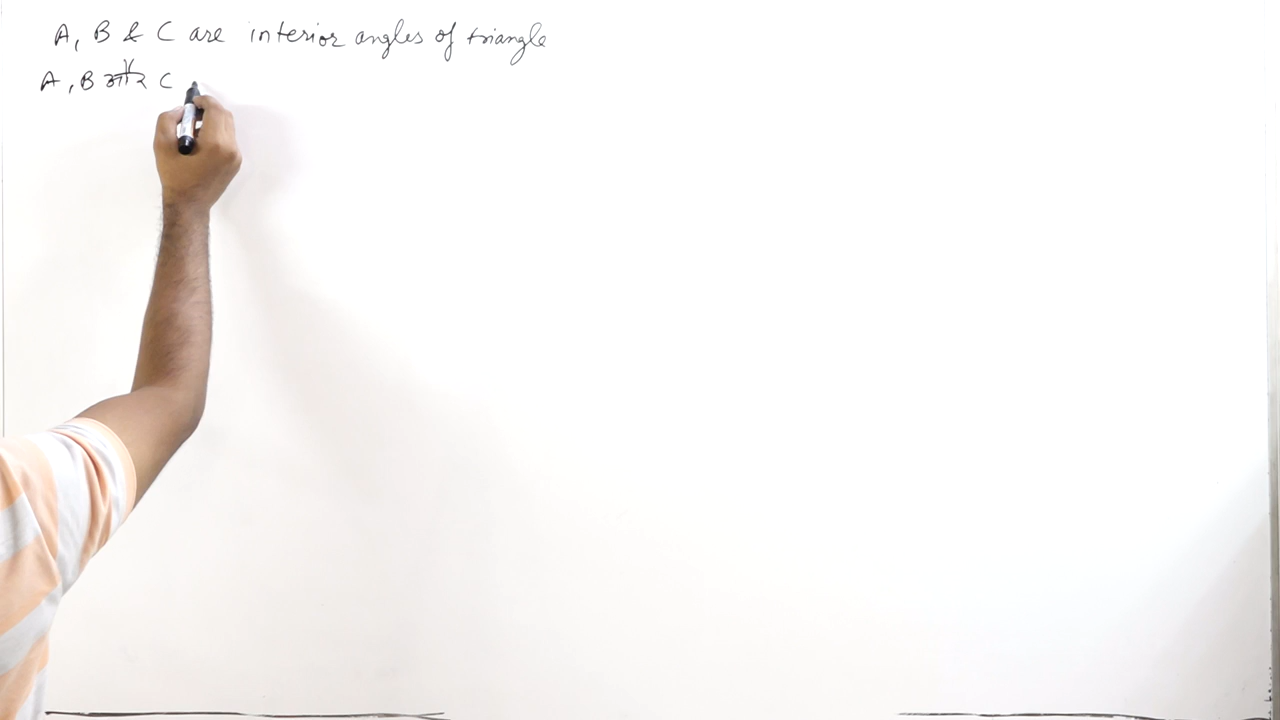 A, B & C are interior angles of triangle
A, B और C